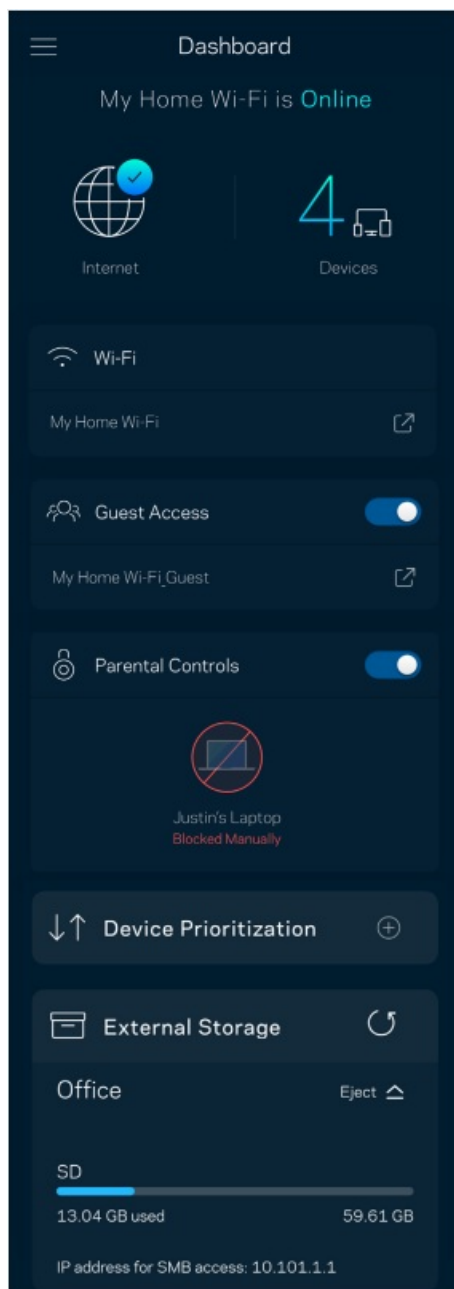 Dashboard
My Home Wi-Fi is Online
4
Internet
Devices
Wi-Fi
My Home Wi-Fi
Guest Access
My Home Wi-Fi_Guest
Parental Controls
Justin's Laptop
Blocked Manually
Device Prioritization
External Storage
Office
Eject
SD
13.04 GB used 59.61 GB
IP address for SMB access: 10.101.1.1